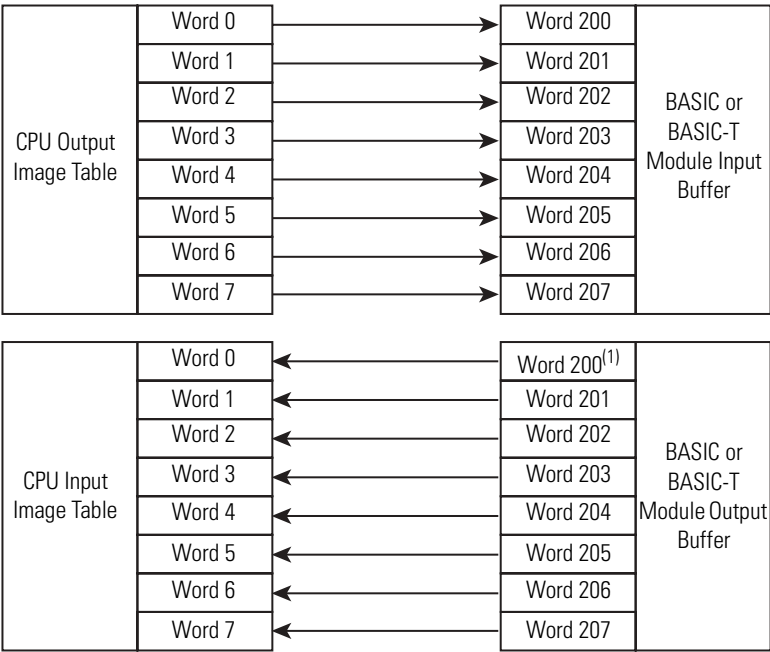 CPU Output
Image Table
Word 0
Word 1
Word 2
Word 3
Word 4
Word 5
Word 6
Word 7
Word 200
Word 201
Word 202
Word 203
Word 204
Word 205
Word 206
Word 207
BASIC or
BASIC-T
Module Input
Buffer
CPU Input
Image Table
Word 0
Word 1
Word 2
Word 3
Word 4
Word 5
Word 6
Word 7
Word 200(1)
Word 201
Word 202
Word 203
Word 204
Word 205
Word 206
Word 207
BASIC or
BASIC-T
Module Output
Buffer